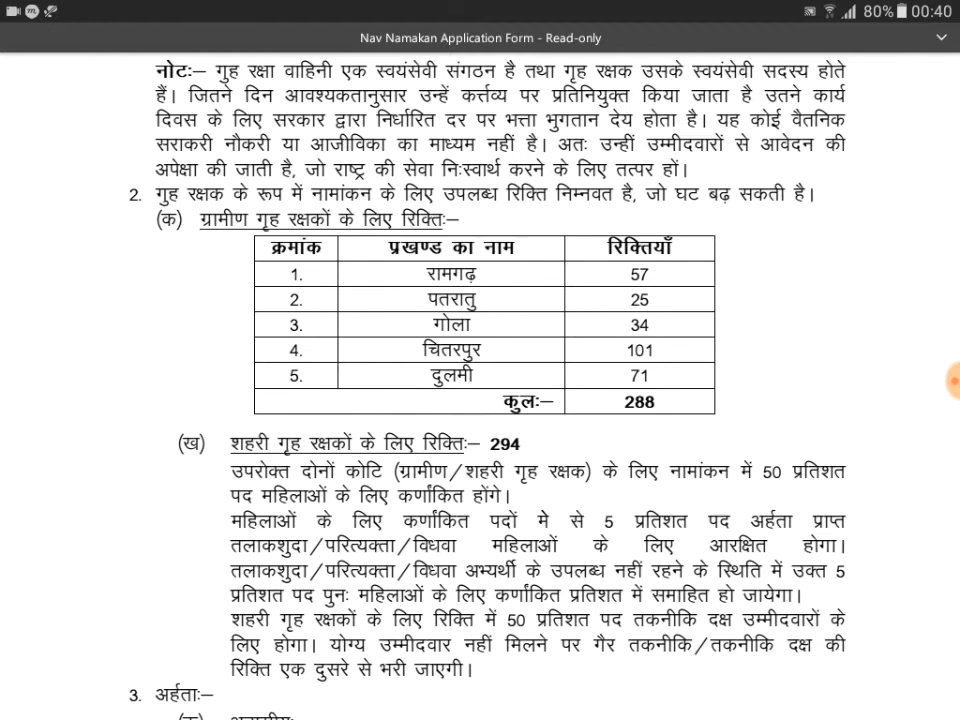 80% 00:40
Nav Namakan Application Form - Read-only
नोटः– गुह रक्षा वाहिनी एक स्वयंसेवी संगठन है तथा गृह रक्षक उसके स्वयंसेवी सदस्य होते
हैं। जितने दिन आवश्यकतानुसार उन्हें कर्त्तव्य पर प्रतिनियुक्त किया जाता है उतने कार्य
दिवस के लिए सरकार द्वारा निर्धारित दर पर भत्ता भुगतान देय होता है। यह कोई वैतनिक
सराकरी नौकरी या आजीविका का माध्यम नहीं है। अतः उन्हीं उम्मीदवारों से आवेदन की
अपेक्षा की जाती है, जो राष्ट्र की सेवा निःस्वार्थ करने के लिए तत्पर हों।
2. गुह रक्षक के रूप में नामांकन के लिए उपलब्ध रिक्ति निम्नवत है, जो घट बढ़ सकती है।
(क) ग्रामीण गृह रक्षकों के लिए रिक्तिः–
क्रमांक प्रखण्ड का नाम रिक्तियाँ
1. रामगढ़ 57
2. पतरातु 25
3. गोला 34
4. चितरपुर 101
5. दुलमी 71
कुलः– 288
(ख) शहरी गृह रक्षकों के लिए रिक्तिः– 294
उपरोक्त दोनों कोटि (ग्रामीण/शहरी गृह रक्षक) के लिए नामांकन में 50 प्रतिशत
पद महिलाओं के लिए कर्णांकित होंगे।
महिलाओं के लिए कर्णांकित पदों मे से 5 प्रतिशत पद अर्हता प्राप्त
तलाकशुदा/परित्यक्ता/विधवा महिलाओं के लिए आरक्षित होगा।
तलाकशुदा/परित्यक्ता/विधवा अभ्यर्थी के उपलब्ध नहीं रहने के स्थिति में उक्त 5
प्रतिशत पद पुनः महिलाओं के लिए कर्णांकित प्रतिशत में समाहित हो जायेगा।
शहरी गृह रक्षकों के लिए रिक्ति में 50 प्रतिशत पद तकनीकि दक्ष उम्मीदवारों के
लिए होगा। योग्य उम्मीदवार नहीं मिलने पर गैर तकनीकि/तकनीकि दक्ष की
रिक्ति एक दुसरे से भरी जाएगी।
3. अर्हताः–